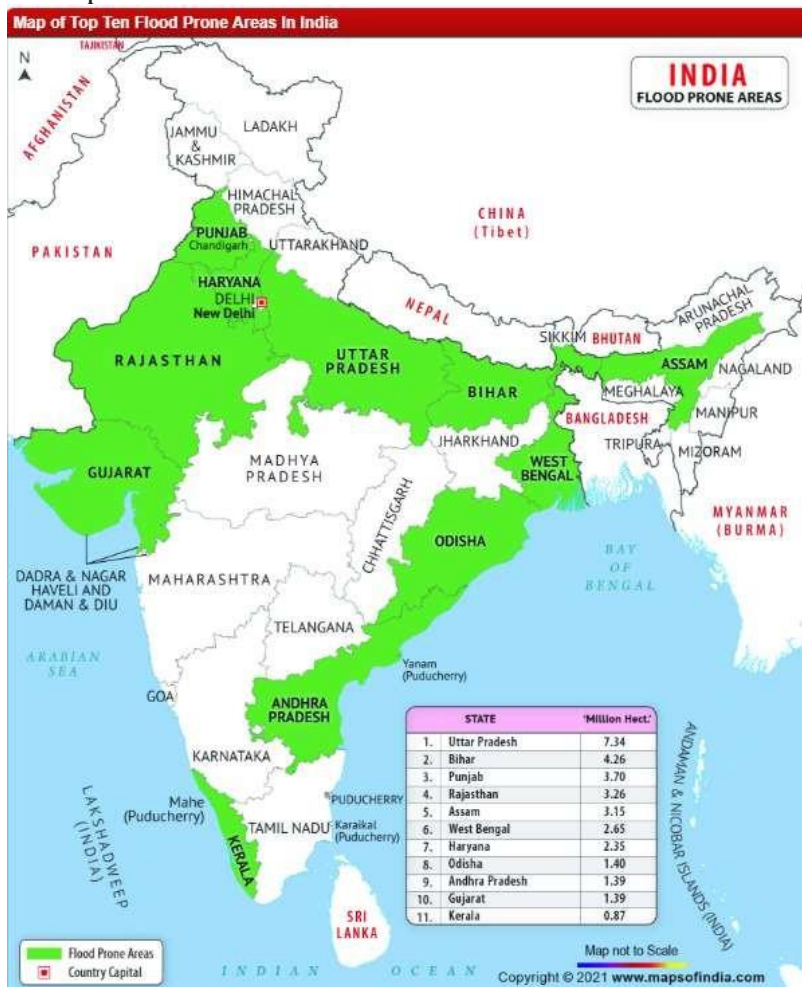 Map of Top Ten Flood Prone Areas In India
TAJIKISTAN
N
INDIA
FLOOD PRONE AREAS
AFGHANISTAN
LADAKH
JAMMU
&
KASHMIR
HIMACHAL
PRADESH
CHINA
(Tibet)
PUNJAB
Chandigarh
UTTARAKHAND
PAKISTAN
HARYANA
DELHI
New Delhi
NEPAL
ARUNACHAL
PRADESH
SIKKIM
BHUTAN
RAJASTHAN
UTTAR
PRADESH
ASSAM
NAGALAND
BIHAR
MEGHALAYA
BANGLADESH
MANIPUR
JHARKHAND
TRIPURA
MIZORAM
GUJARAT
MADHYA
PRADESH
WEST
BENGAL
CHHATTISGARH
MYANMAR
(BURMA)
ODISHA
BAY
OF
BENGAL
DADRA & NAGAR
HAVELI AND
DAMAN & DIU
MAHARASHTRA
TELANGANA
ARABIAN
SEA
Yanam
(Puducherry)
GOA
ANDHRA
PRADESH
KARNATAKA
STATE 'Million Hect.'
1. Uttar Pradesh 7.34
2. Bihar 4.26
3. Punjab 3.70
4. Rajasthan 3.26
5. Assam 3.15
6. West Bengal 2.65
7. Haryana 2.35
8. Odisha 1.40
9. Andhra Pradesh 1.39
10. Gujarat 1.39
11. Kerala 0.87
ANDAMAN & NICOBAR ISLANDS (INDIA)
LAKSHADWEEP
(INDIA)
Mahe
(Puducherry)
PUDUCHERRY
TAMIL NADU
Karaikal
(Puducherry)
KERALA
SRI
LANKA
Flood Prone Areas
Country Capital
INDIAN OCEAN
Map not to Scale
Copyright © 2021 www.mapsofindia.com